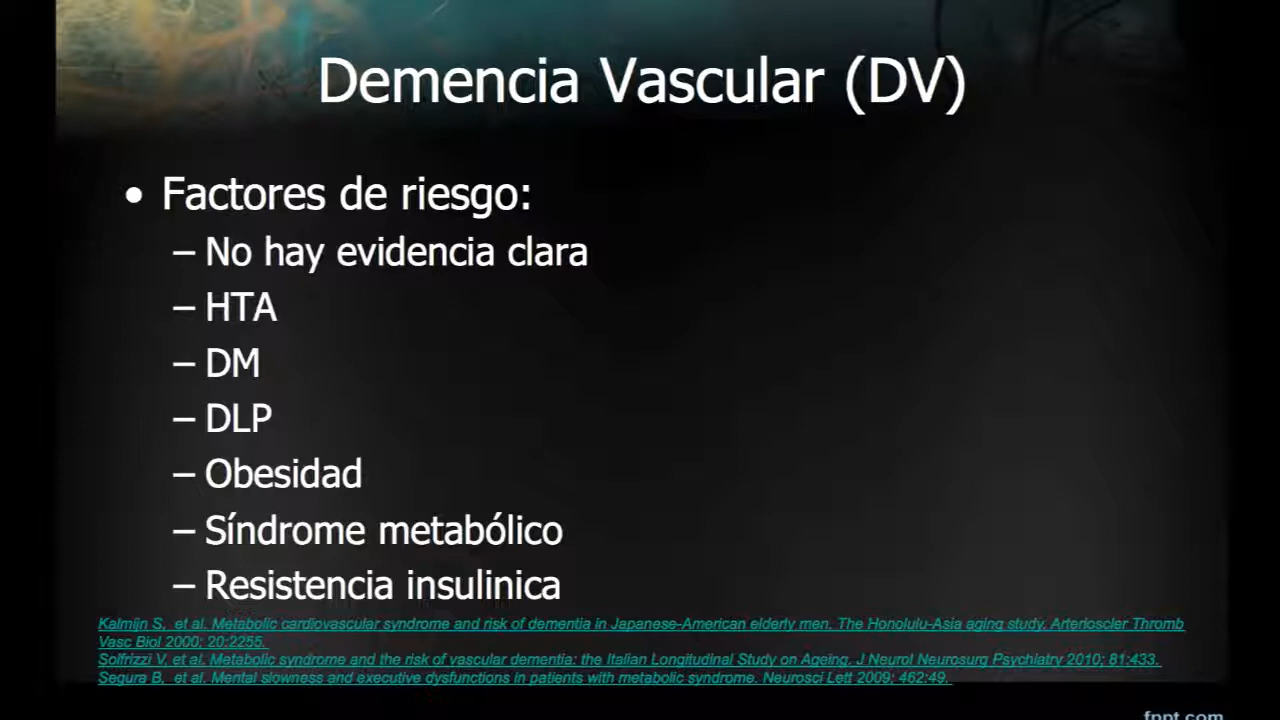 Demencia Vascular (DV)
• Factores de riesgo:
– No hay evidencia clara
– HTA
– DM
– DLP
– Obesidad
– Síndrome metabólico
– Resistencia insulinica
Kalmijn S, et al. Metabolic cardiovascular syndrome and risk of dementia in Japanese-American elderly men. The Honolulu-Asia aging study. Arterioscler Thromb
Vasc Biol 2000; 20:2255.
Solfrizzi V, et al. Metabolic syndrome and the risk of vascular dementia: the Italian Longitudinal Study on Ageing. J Neurol Neurosurg Psychiatry 2010; 81:433.
Segura B, et al. Mental slowness and executive dysfunctions in patients with metabolic syndrome. Neurosci Lett 2009; 462:49.
fppt.com